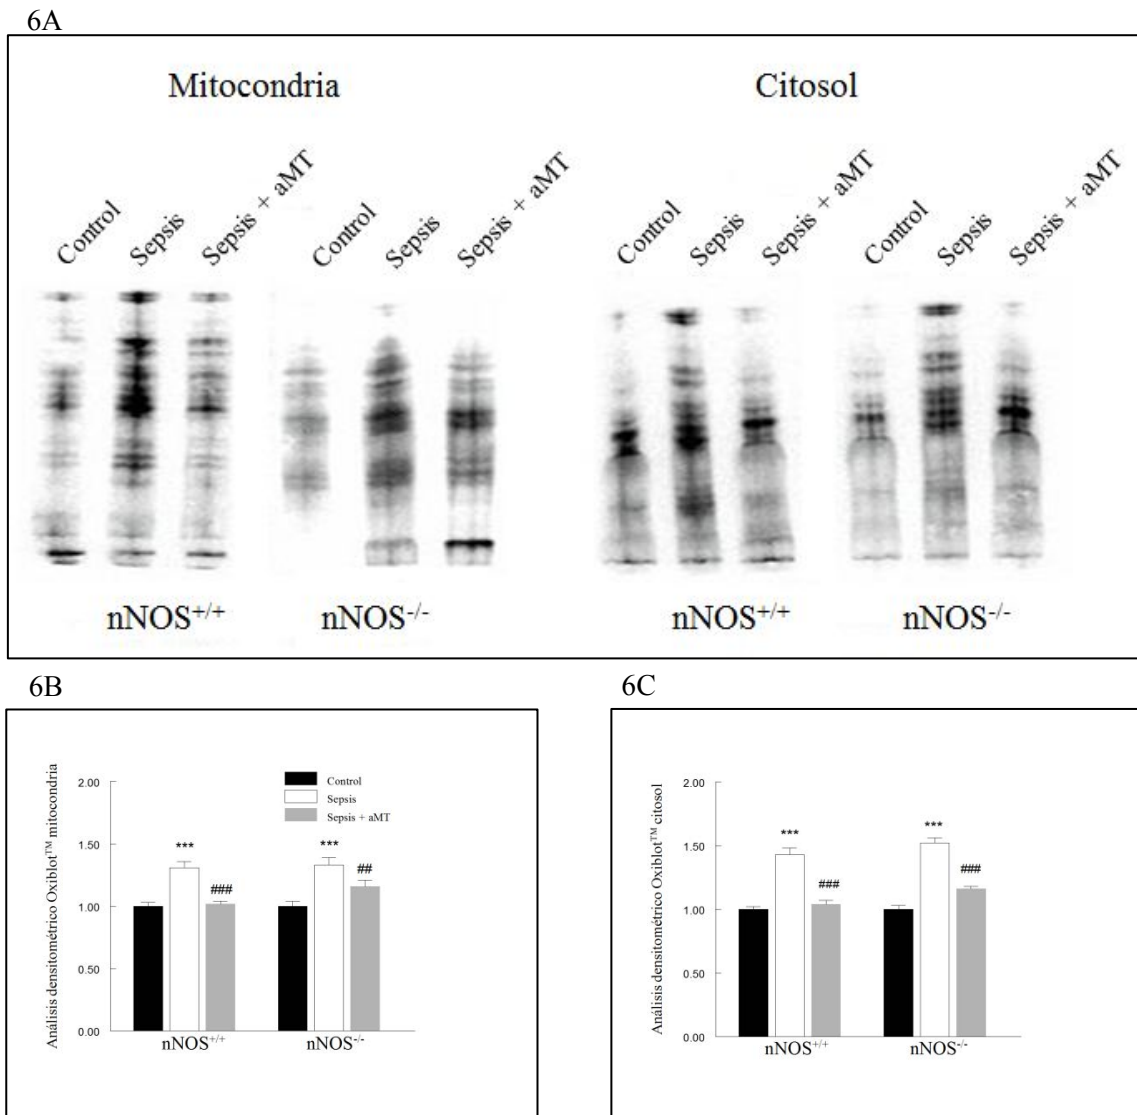 6A
Mitocondria Citosol
Control Sepsis Sepsis + aMT Control Sepsis Sepsis + aMT Control Sepsis Sepsis + aMT Control Sepsis Sepsis + aMT
nNOS+/+ nNOS-/- nNOS+/+ nNOS-/-
6B
Análisis densitométrico Oxiblot™ mitocondria
2.00
1.50
1.00
0.50
0.00
Control
Sepsis
Sepsis + aMT
*** ### *** ##
nNOS+/+ nNOS-/-
6C
Análisis densitométrico Oxiblot™ citosol
2.00
1.50
1.00
0.50
0.00
*** ### *** ###
nNOS+/+ nNOS-/-